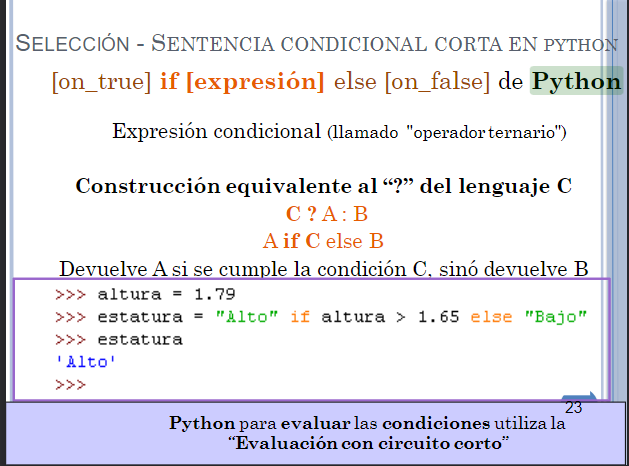 SELECCIÓN - SENTENCIA CONDICIONAL CORTA EN PYTHON
[on_true] if [expresión] else [on_false] de Python
Expresión condicional (llamado "operador ternario")
Construcción equivalente al “?” del lenguaje C
C ? A : B
A if C else B
Devuelve A si se cumple la condición C, sinó devuelve B
>>> altura = 1.79
>>> estatura = "Alto" if altura > 1.65 else "Bajo"
>>> estatura
'Alto'
>>>
23
Python para evaluar las condiciones utiliza la
“Evaluación con circuito corto”